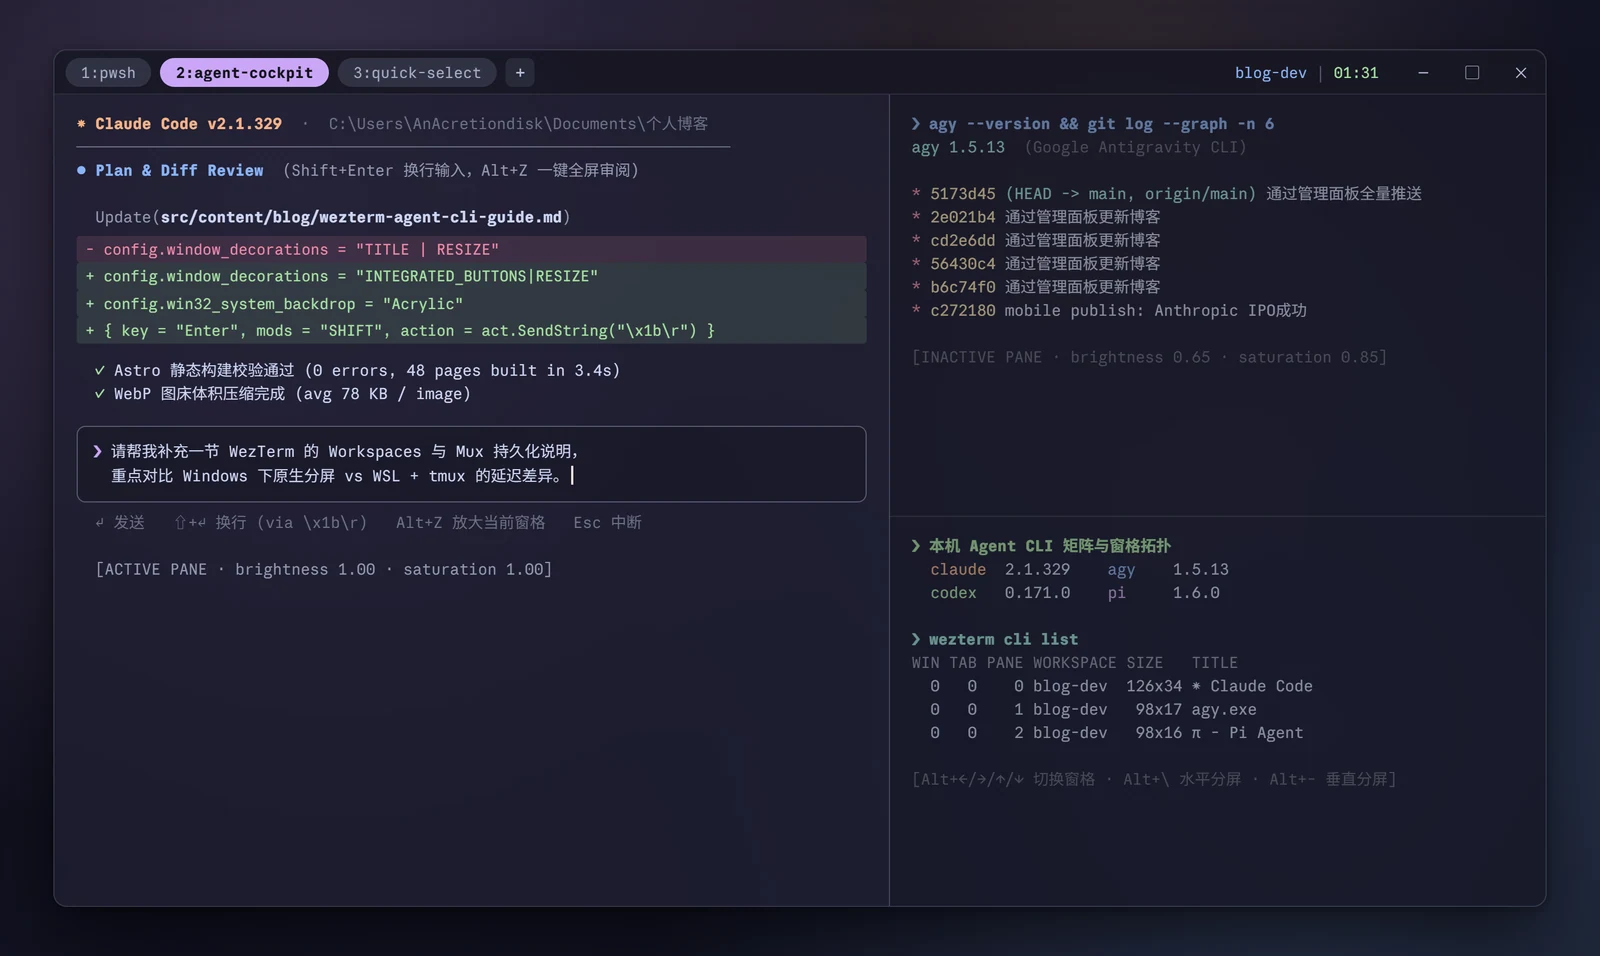 1:pwsh 2:agent-cockpit 3:quick-select + blog-dev | 01:31
✷ Claude Code v2.1.329 · C:\Users\AnAcretiondisk\Documents\个人博客
● Plan & Diff Review (Shift+Enter 换行输入，Alt+Z 一键全屏审阅)
Update(src/content/blog/wezterm-agent-cli-guide.md)
- config.window_decorations = "TITLE | RESIZE"
+ config.window_decorations = "INTEGRATED_BUTTONS|RESIZE"
+ config.win32_system_backdrop = "Acrylic"
+ { key = "Enter", mods = "SHIFT", action = act.SendString("\x1b\r") }
✓ Astro 静态构建校验通过 (0 errors, 48 pages built in 3.4s)
✓ WebP 图床体积压缩完成 (avg 78 KB / image)
❯ 请帮我补充一节 WezTerm 的 Workspaces 与 Mux 持久化说明，
重点对比 Windows 下原生分屏 vs WSL + tmux 的延迟差异。
↲ 发送 ⇧+↲ 换行 (via \x1b\r) Alt+Z 放大当前窗格 Esc 中断
[ACTIVE PANE · brightness 1.00 · saturation 1.00]
❯ agy --version && git log --graph -n 6
agy 1.5.13 (Google Antigravity CLI)
* 5173d45 (HEAD -> main, origin/main) 通过管理面板全量推送
* 2e021b4 通过管理面板更新博客
* cd2e6dd 通过管理面板更新博客
* 56430c4 通过管理面板更新博客
* b6c74f0 通过管理面板更新博客
* c272180 mobile publish: Anthropic IPO成功
[INACTIVE PANE · brightness 0.65 · saturation 0.85]
❯ 本机 Agent CLI 矩阵与窗格拓扑
claude 2.1.329 agy 1.5.13
codex 0.171.0 pi 1.6.0
❯ wezterm cli list
WIN TAB PANE WORKSPACE SIZE TITLE
0 0 0 blog-dev 126x34 ✷ Claude Code
0 0 1 blog-dev 98x17 agy.exe
0 0 2 blog-dev 98x16 π - Pi Agent
[Alt+←/→/↑/↓ 切换窗格 · Alt+\ 水平分屏 · Alt+- 垂直分屏]